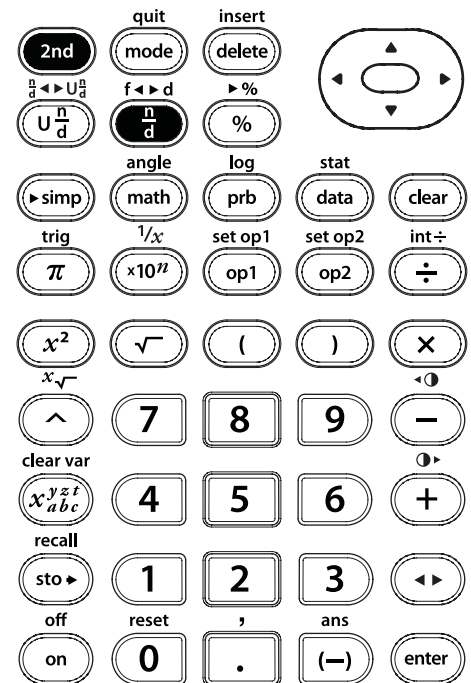 quit insert
2nd mode delete
n/d ◂ ▸ U n/d f ◂ ▸ d ▸ %
U n/d n/d %
angle log stat
▸ simp math prb data clear
trig 1/x set op1 set op2 int ÷
π ×10ⁿ op1 op2 ÷
x² √ ( ) ×
x√ ◂◑
^ 7 8 9 −
clear var ◑▸
x y z t a b c 4 5 6 +
recall
sto ▸ 1 2 3 ◂ ▸
off reset , ans
on 0 . (−) enter